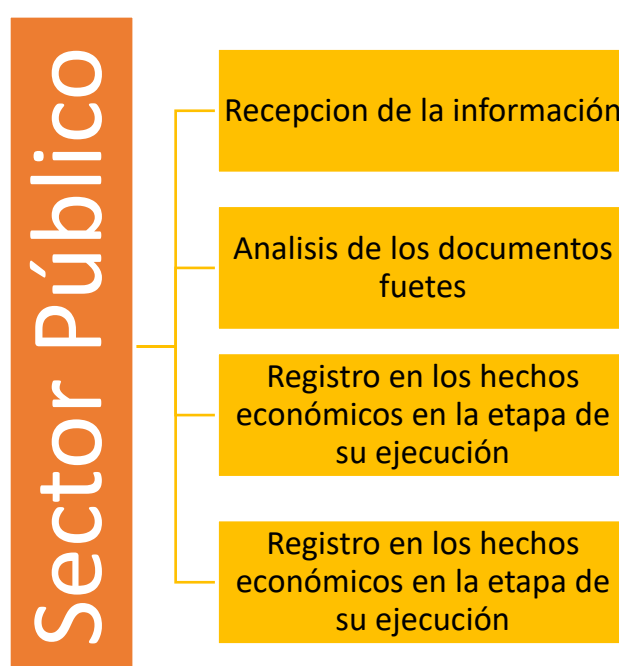 Sector Público
Recepcion de la información
Analisis de los documentos
fuetes
Registro en los hechos
económicos en la etapa de
su ejecución
Registro en los hechos
económicos en la etapa de
su ejecución